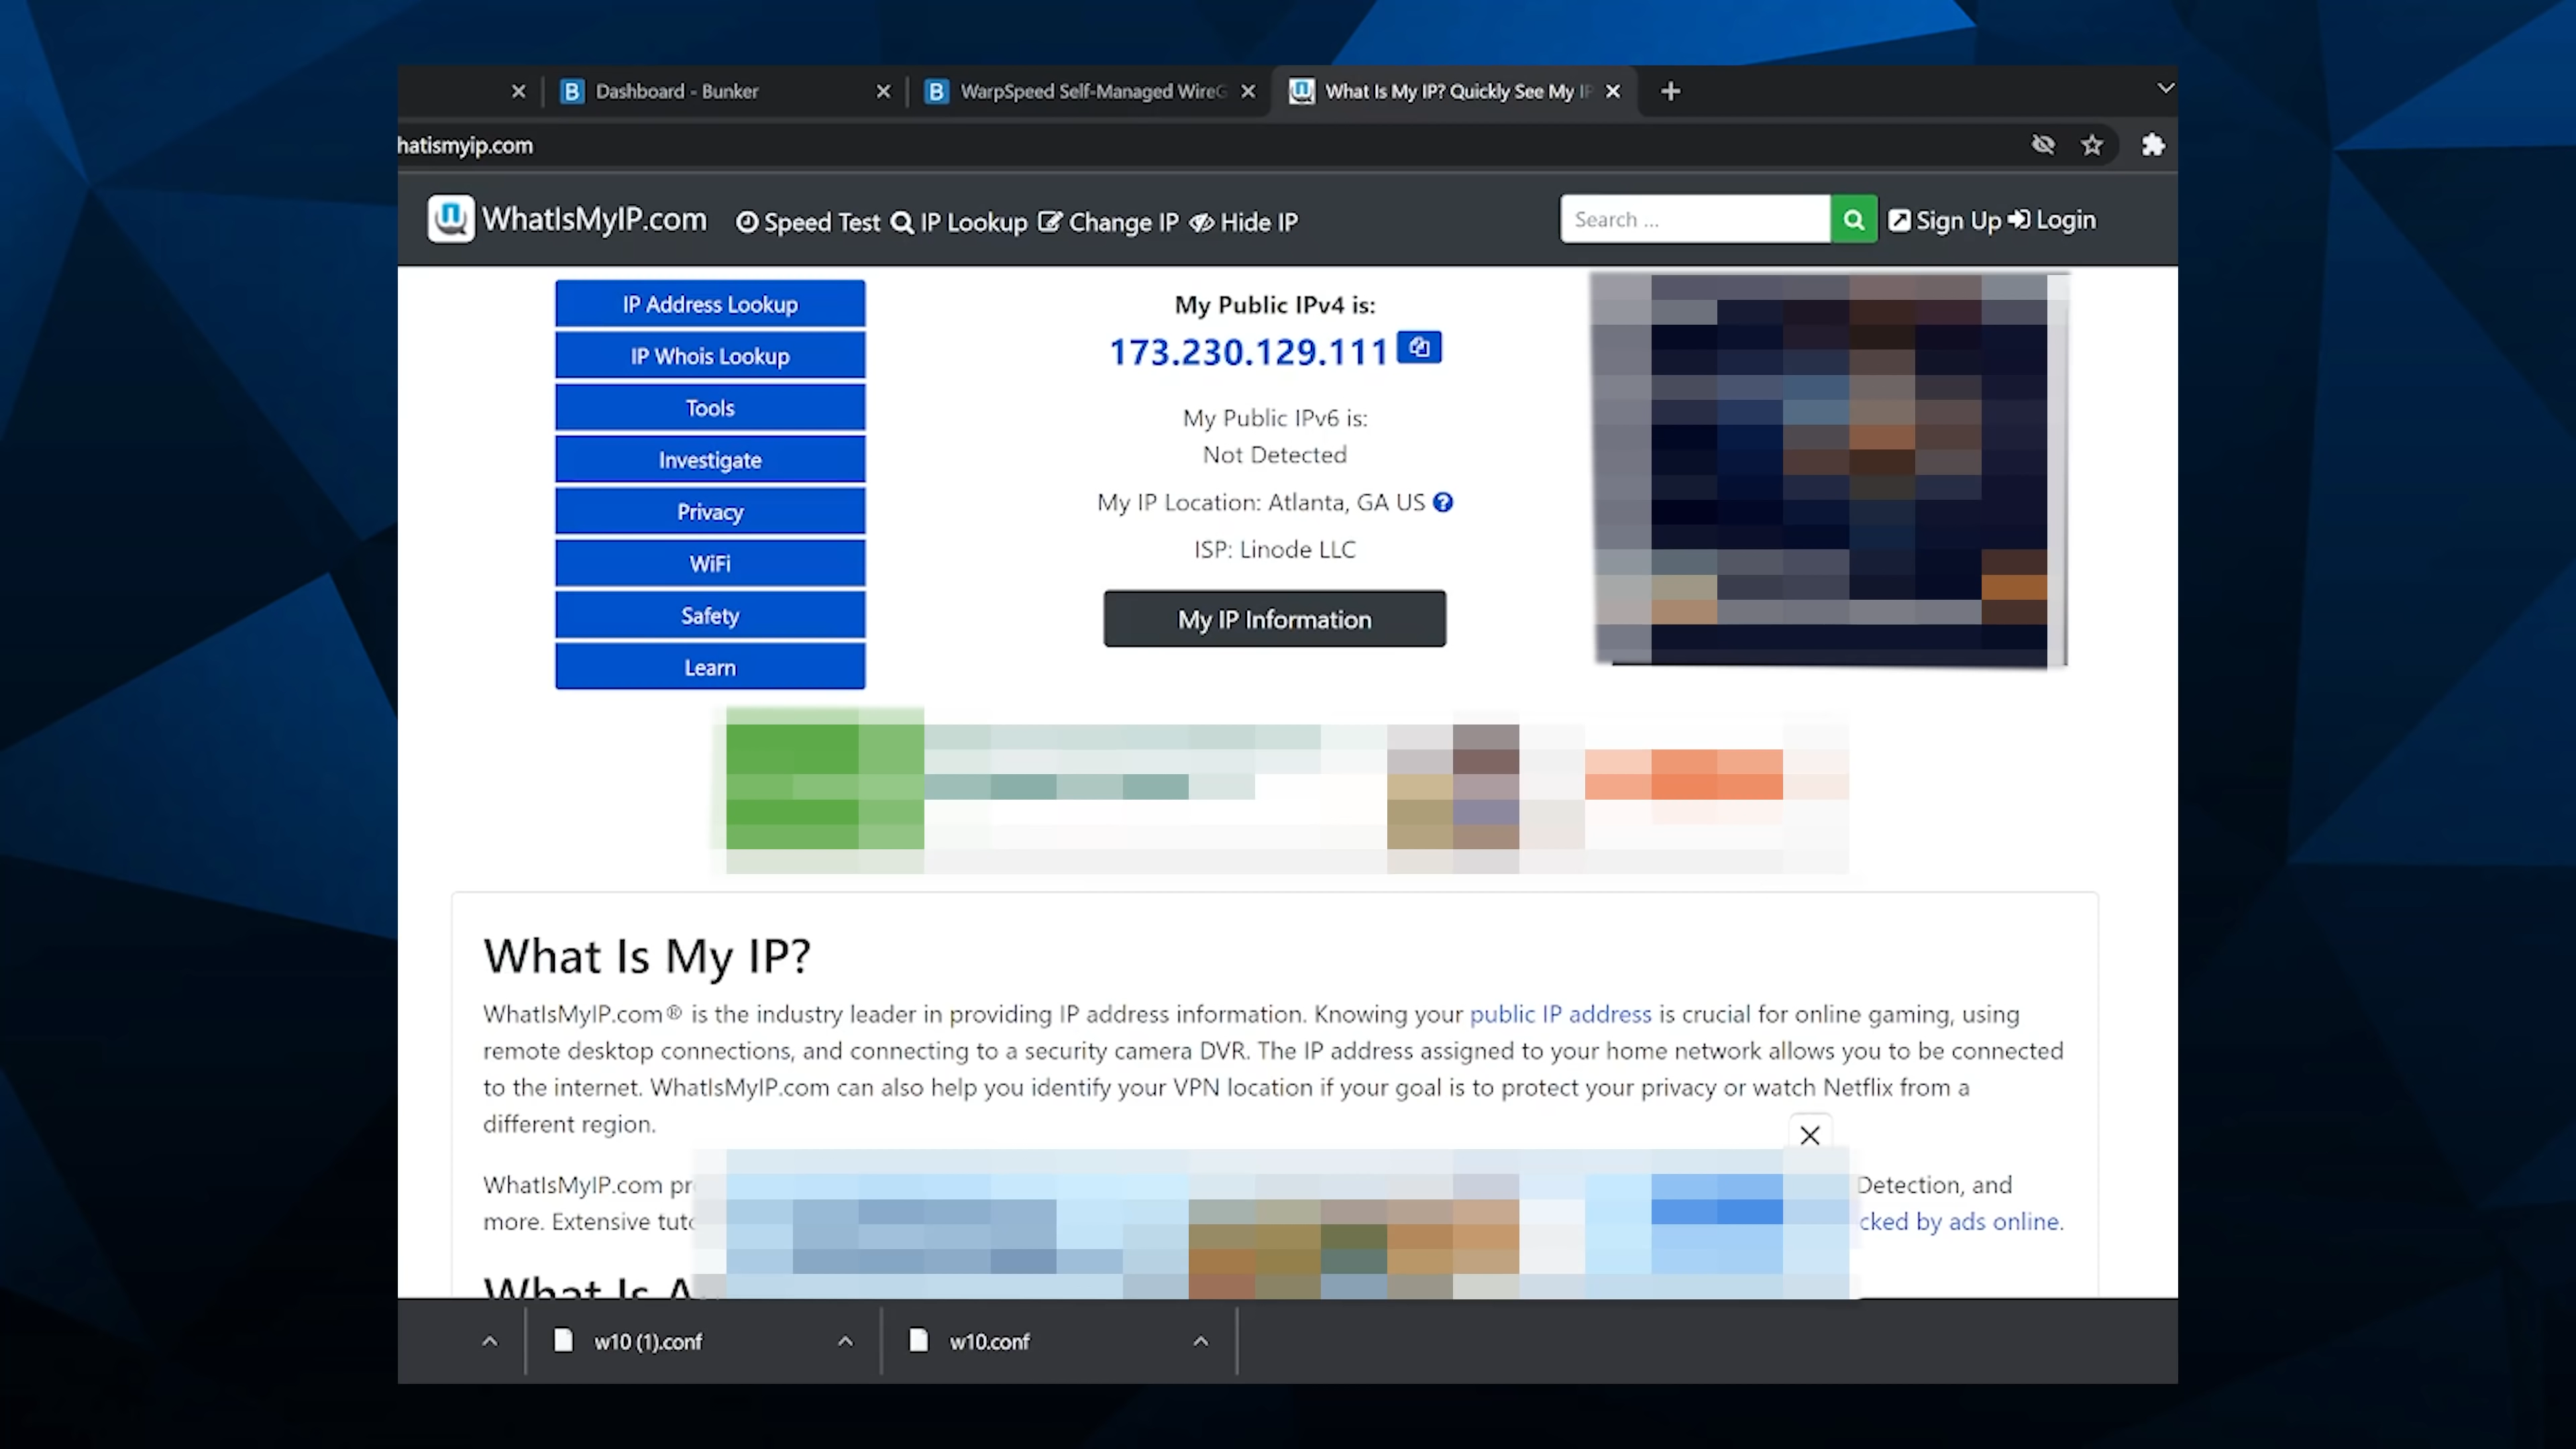 Dashboard - Bunker
WarpSpeed Self-Managed WireG
What Is My IP? Quickly See My IP
hatismyip.com
WhatIsMyIP.com
Speed Test
IP Lookup
Change IP
Hide IP
Search ...
Sign Up
Login
IP Address Lookup
IP Whois Lookup
Tools
Investigate
Privacy
WiFi
Safety
Learn
My Public IPv4 is:
173.230.129.111
My Public IPv6 is:
Not Detected
My IP Location: Atlanta, GA US
ISP: Linode LLC
My IP Information
What Is My IP?
WhatIsMyIP.com® is the industry leader in providing IP address information. Knowing your public IP address is crucial for online gaming, using
remote desktop connections, and connecting to a security camera DVR. The IP address assigned to your home network allows you to be connected
to the internet. WhatIsMyIP.com can also help you identify your VPN location if your goal is to protect your privacy or watch Netflix from a
different region.
WhatIsMyIP.com pr Detection, and
more. Extensive tuto cked by ads online.
What Is A
w10 (1).conf
w10.conf